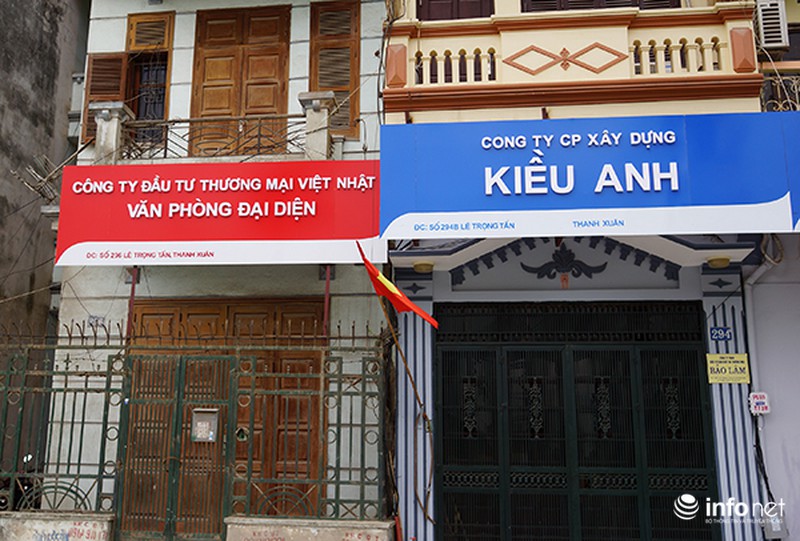 CÔNG TY ĐẦU TƯ THƯƠNG MẠI VIỆT NHẬT
VĂN PHÒNG ĐẠI DIỆN
ĐC: SỐ 296 LÊ TRỌNG TẤN, THANH XUÂN
CONG TY CP XÂY DỰNG
KIỀU ANH
ĐC: SỐ 294B LÊ TRỌNG TẤN THANH XUÂN
294
BẢO LÂM
infonet